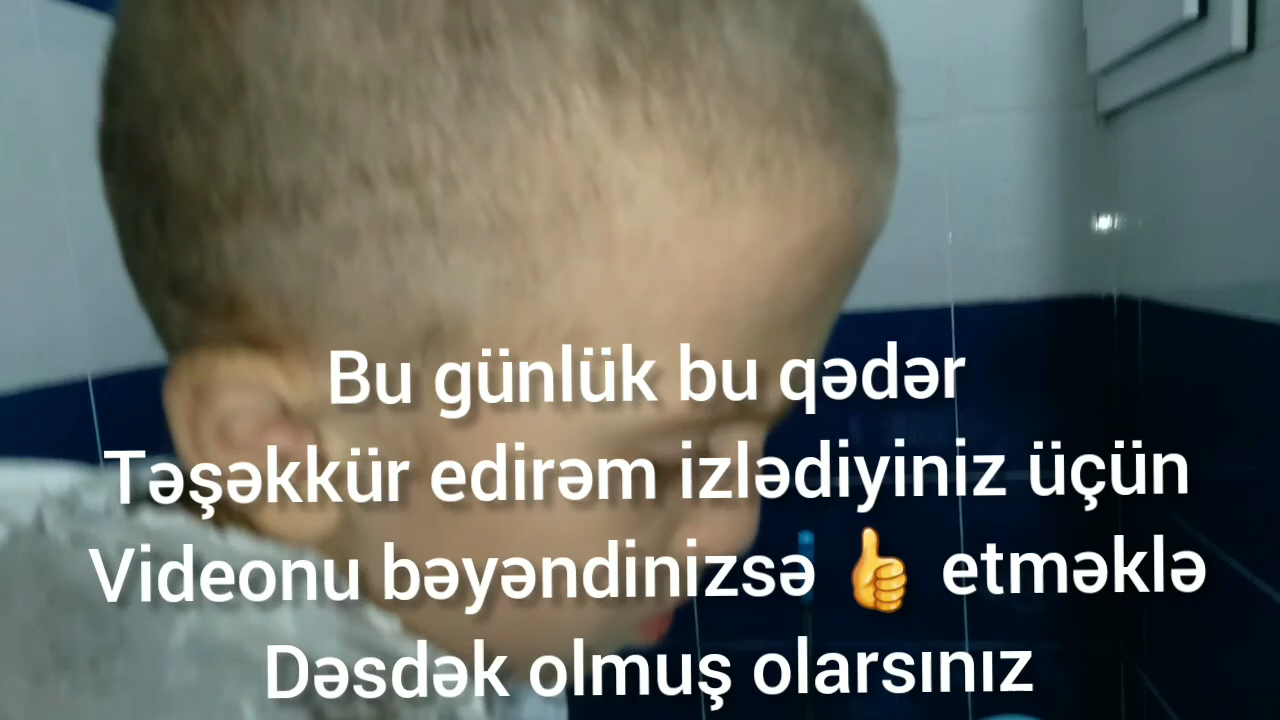 Bu günlük bu qədər
Təşəkkür edirəm izlədiyiniz üçün
Videonu bəyəndinizsə 👍 etməklə
Dəsdək olmuş olarsınız